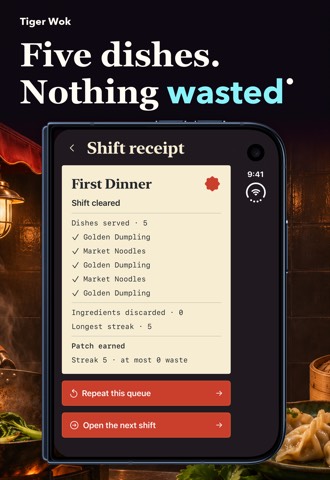 Tiger Wok
Five dishes.
Nothing wasted.
Shift receipt
9:41
First Dinner
Shift cleared
Dishes served · 5
✓ Golden Dumpling
✓ Market Noodles
✓ Golden Dumpling
✓ Market Noodles
✓ Golden Dumpling
Ingredients discarded · 0
Longest streak · 5
Patch earned
Streak 5 · at most 0 waste
Repeat this queue →
Open the next shift →